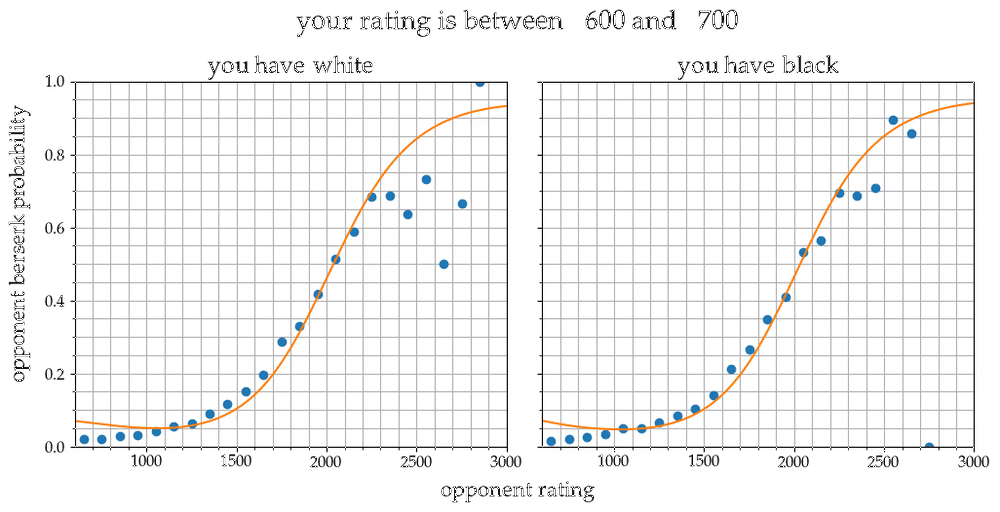 your rating is between 600 and 700
you have white
you have black
opponent berserk probability
1.0
0.8
0.6
0.4
0.2
0.0
1000 1500 2000 2500 3000
1000 1500 2000 2500 3000
opponent rating